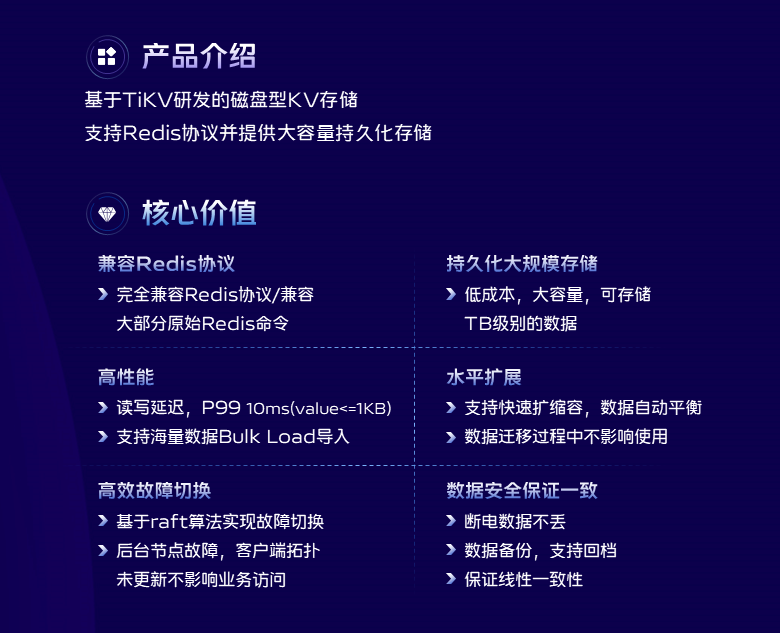 产品介绍
基于TiKV研发的磁盘型KV存储
支持Redis协议并提供大容量持久化存储
核心价值
兼容Redis协议
完全兼容Redis协议/兼容
大部分原始Redis命令
持久化大规模存储
低成本，大容量，可存储
TB级别的数据
高性能
读写延迟，P99 10ms(value<=1KB)
支持海量数据Bulk Load导入
水平扩展
支持快速扩缩容，数据自动平衡
数据迁移过程中不影响使用
高效故障切换
基于raft算法实现故障切换
后台节点故障，客户端拓扑
未更新不影响业务访问
数据安全保证一致
断电数据不丢
数据备份，支持回档
保证线性一致性